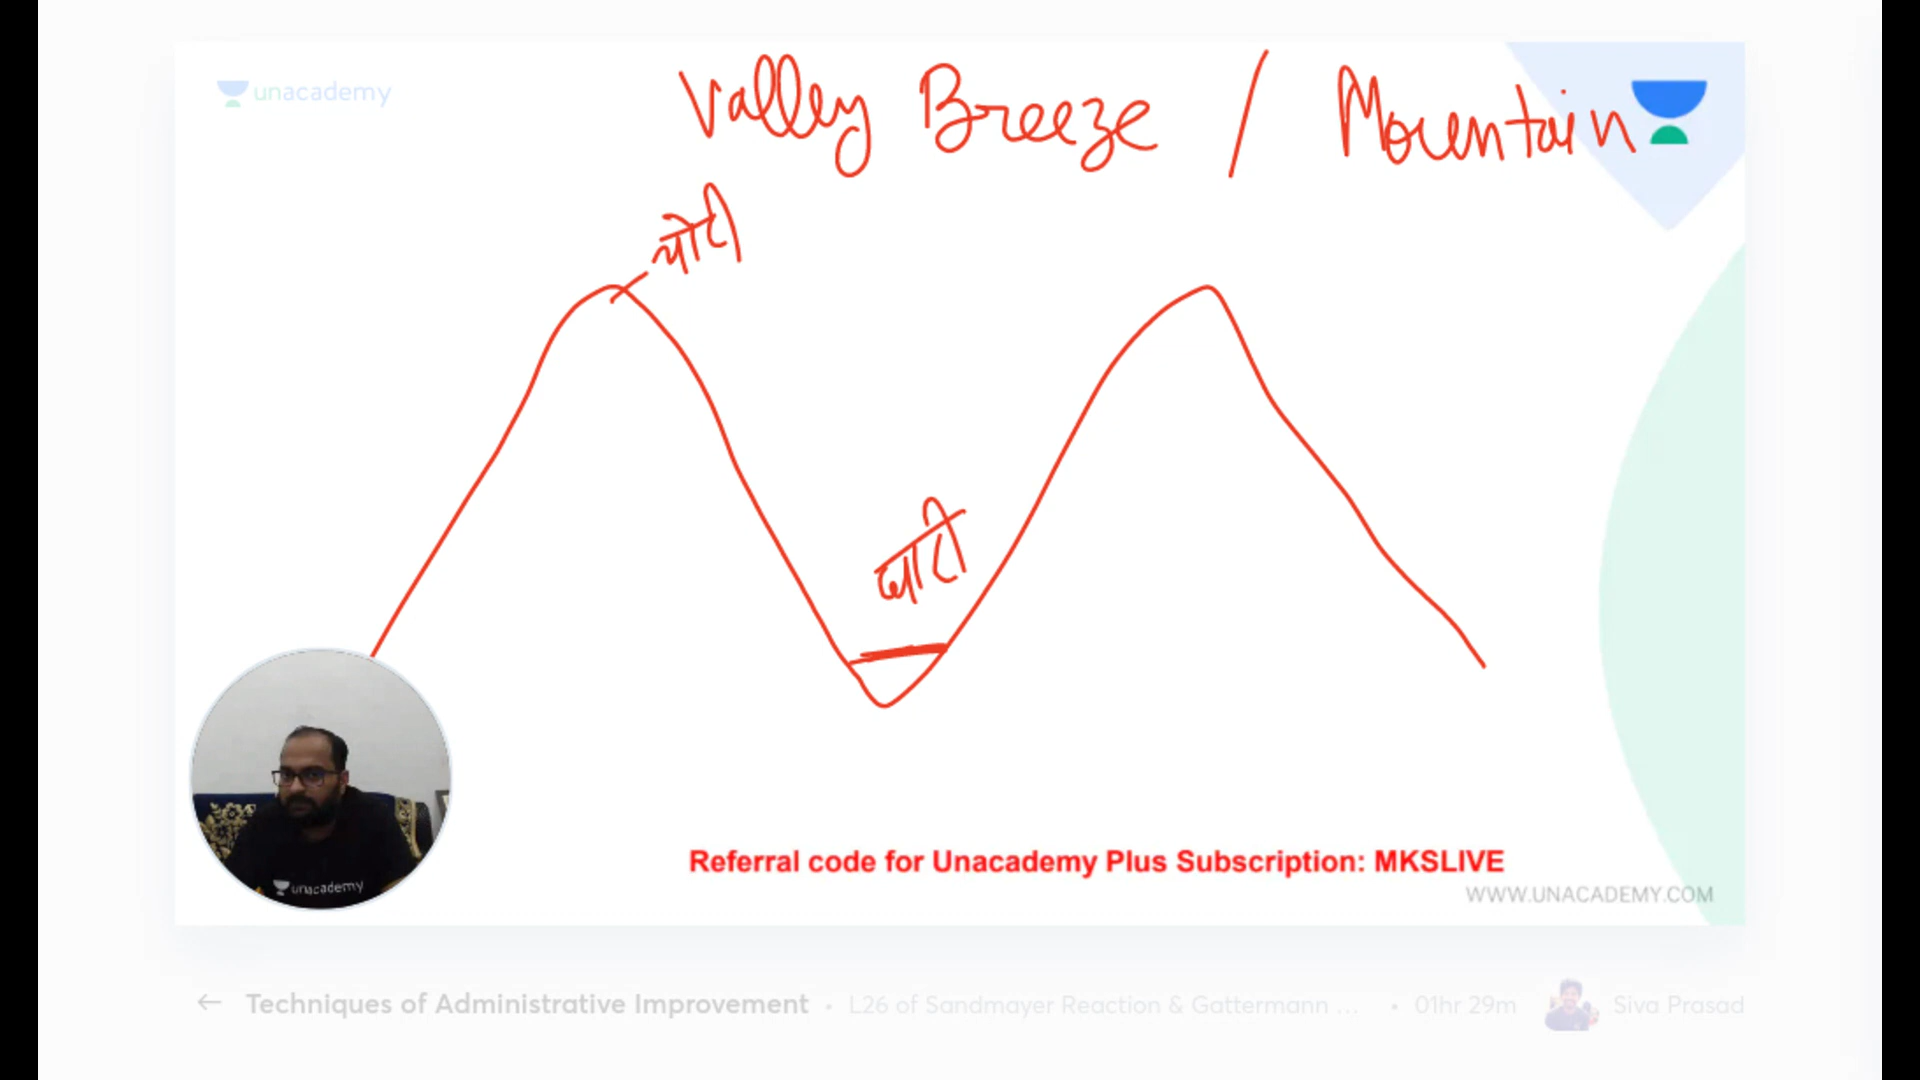 unacademy
Valley Breeze / Mountain
चोटी
घाटी
unacademy
Referral code for Unacademy Plus Subscription: MKSLIVE
WWW.UNACADEMY.COM
← Techniques of Administrative Improvement • L26 of Sandmayer Reaction & Gattermann ... • 01hr 29m Siva Prasad